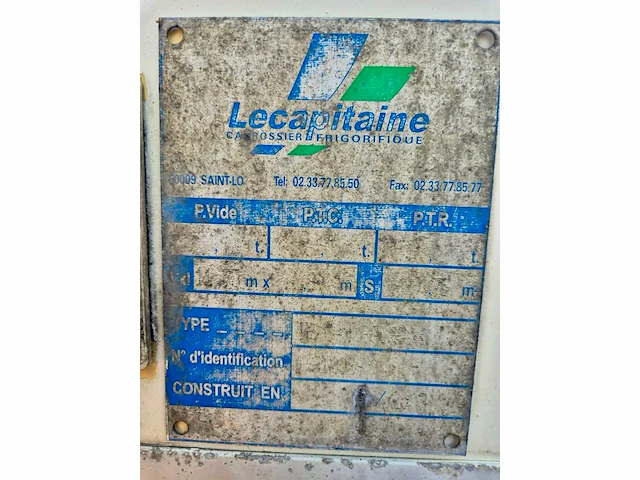 Lecapitaine
CARROSSIER FRIGORIFIQUE
50009 SAINT-LO Tel: 02.33.77.85.50 Fax: 02.33.77.85.77
P.Vide P.T.C. P.T.R.
t. t. t.
m x m S m
TYPE _ _ _ _
N° d'identification
CONSTRUIT EN